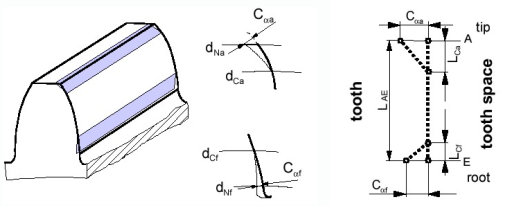 Cαa
dNa
dCa
dCf
Cαf
dNf
Cαa
tip
A
LCa
LAE
tooth
tooth space
LCf
E
root
Cαf